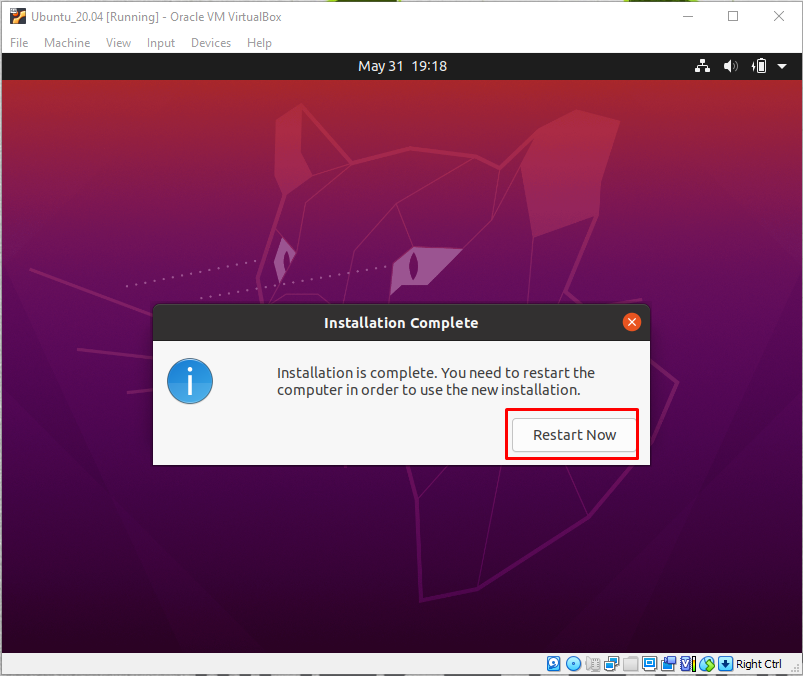 Ubuntu_20.04 [Running] - Oracle VM VirtualBox
File Machine View Input Devices Help
May 31 19:18
Installation Complete
Installation is complete. You need to restart the
computer in order to use the new installation.
Restart Now
Right Ctrl